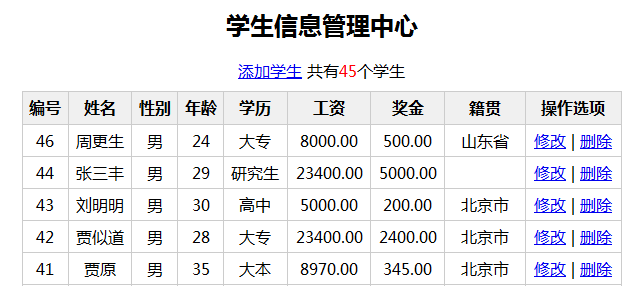 学生信息管理中心
添加学生 共有45个学生
编号 姓名 性别 年龄 学历 工资 奖金 籍贯 操作选项
46 周更生 男 24 大专 8000.00 500.00 山东省 修改 | 删除
44 张三丰 男 29 研究生 23400.00 5000.00 修改 | 删除
43 刘明明 男 30 高中 5000.00 200.00 北京市 修改 | 删除
42 贾似道 男 28 大专 23400.00 2400.00 北京市 修改 | 删除
41 贾原 男 35 大本 8970.00 345.00 北京市 修改 | 删除